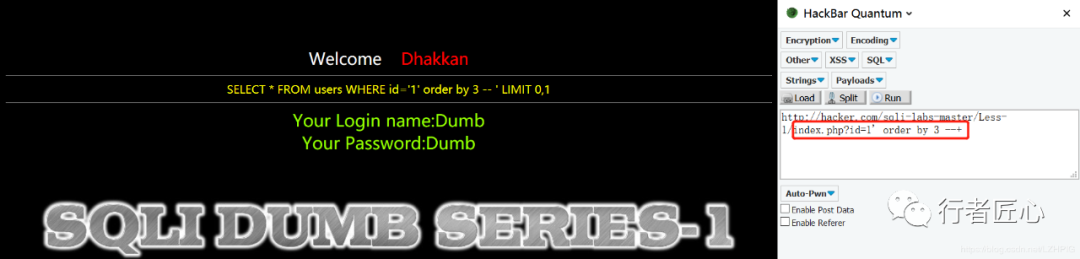 Welcome Dhakkan
SELECT * FROM users WHERE id='1' order by 3 -- ' LIMIT 0,1
Your Login name:Dumb
Your Password:Dumb
SQLI DUMB SERIES-1
HackBar Quantum
Encryption Encoding
Other XSS SQL
Strings Payloads
Load Split Run
http://hacker.com/sqli-labs-master/Less-
1/index.php?id=1' order by 3 --+
Auto-Pwn
Enable Post Data
Enable Referer
行者匠心